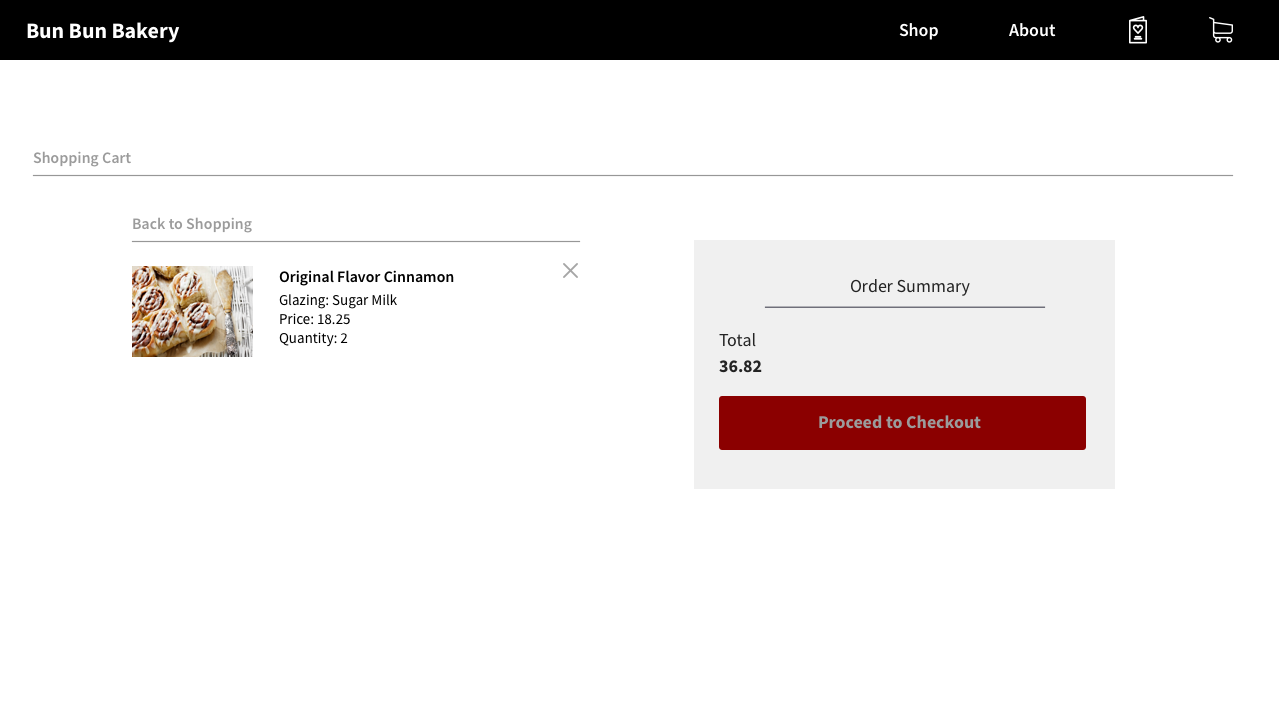 Bun Bun Bakery
Shop
About
Shopping Cart
Back to Shopping
Original Flavor Cinnamon
Glazing: Sugar Milk
Price: 18.25
Quantity: 2
Order Summary
Total
36.82
Proceed to Checkout